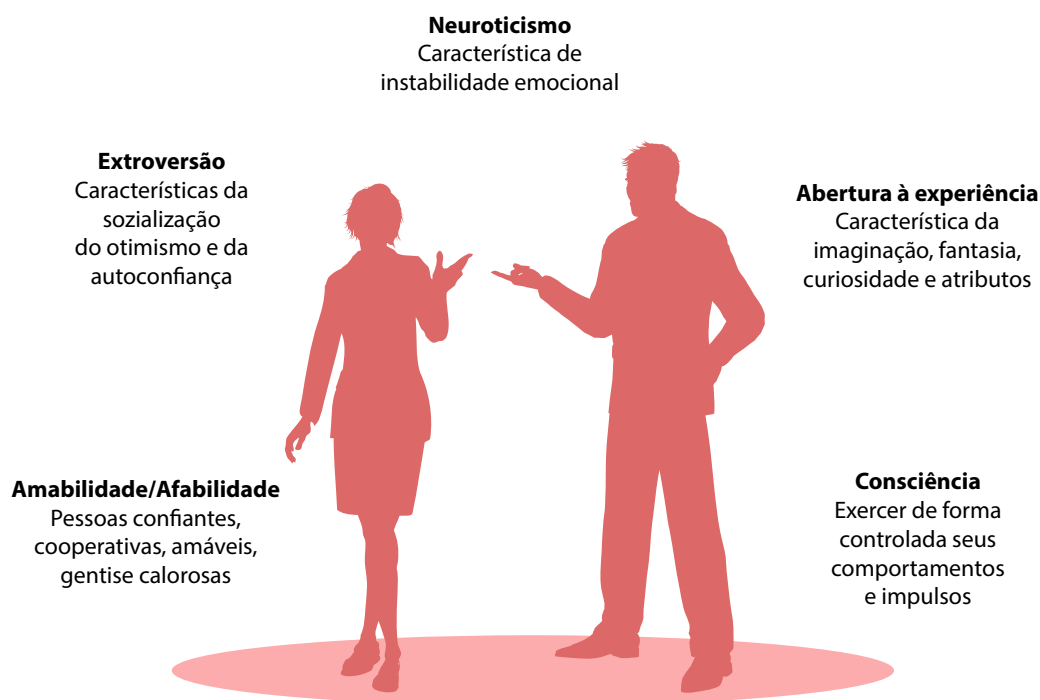 Neuroticismo
Característica de
instabilidade emocional
Extroversão
Características da
sozialização
do otimismo e da
autoconfiança
Abertura à experiência
Característica da
imaginação, fantasia,
curiosidade e atributos
Amabilidade/Afabilidade
Pessoas confiantes,
cooperativas, amáveis,
gentise calorosas
Consciência
Exercer de forma
controlada seus
comportamentos
e impulsos